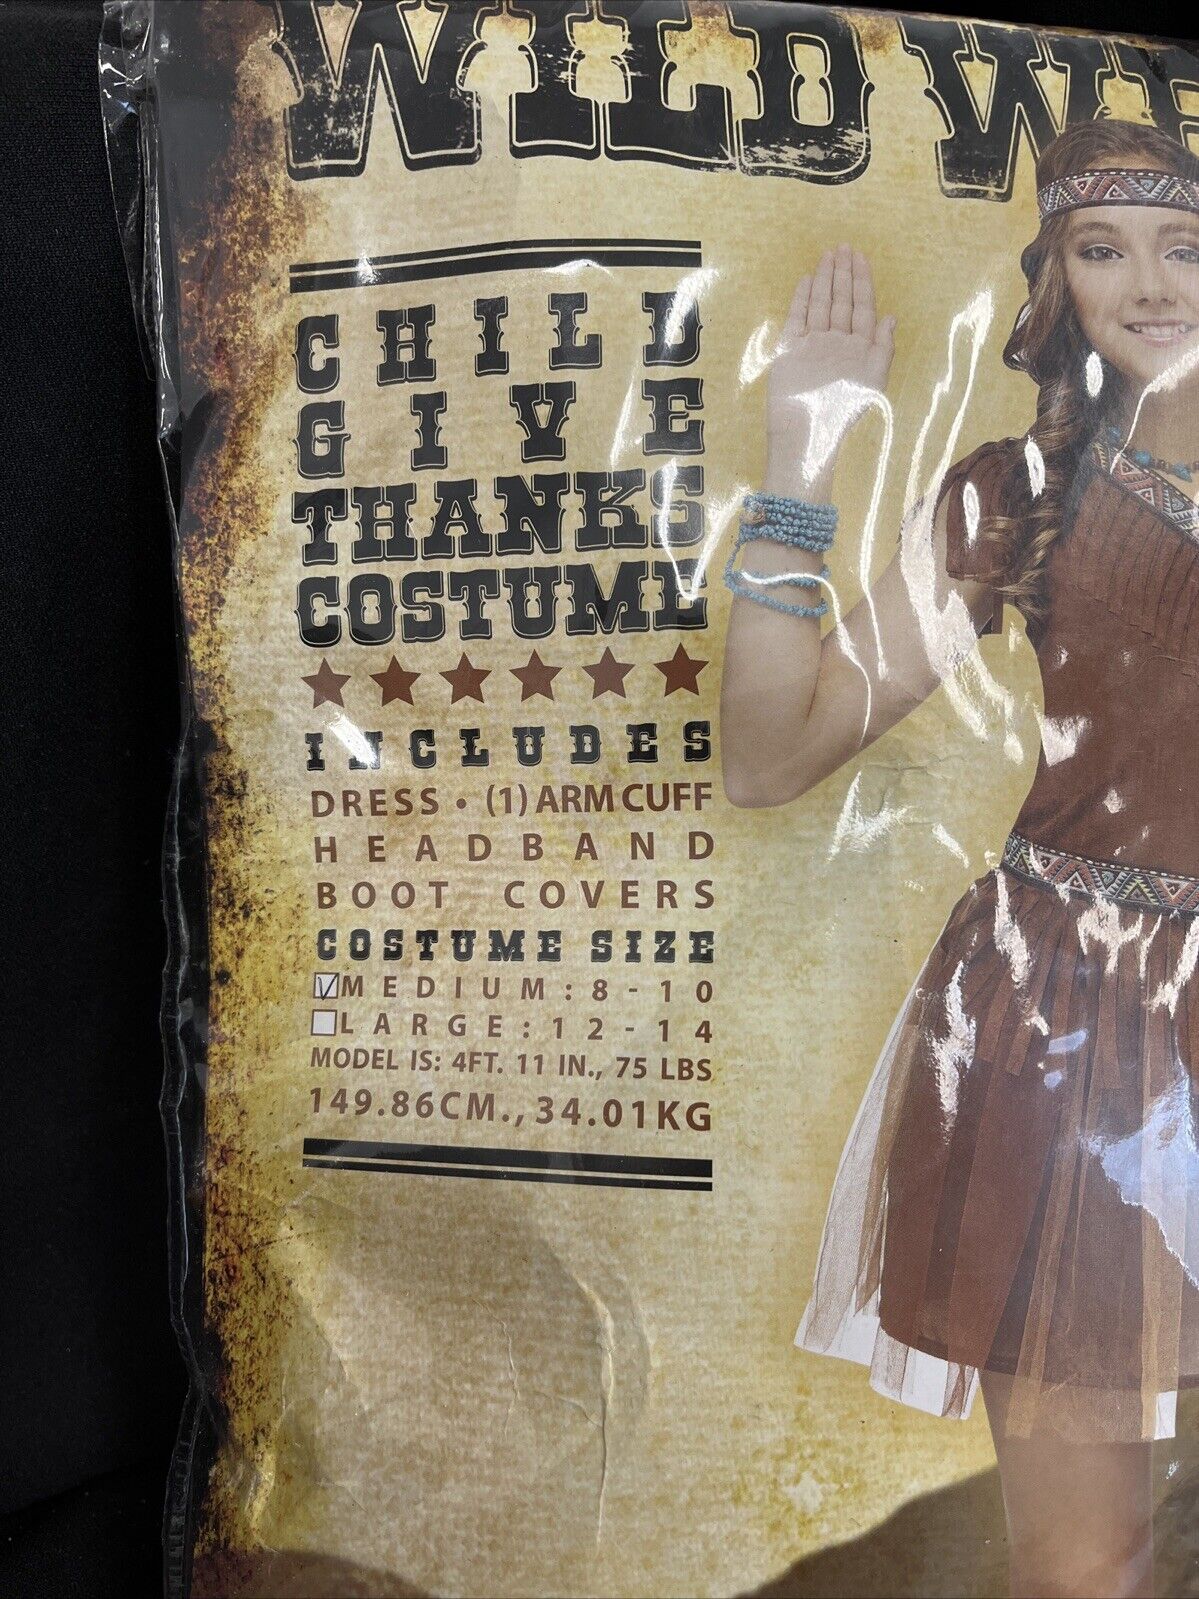 WILD
CHILD
GIVE
THANKS
COSTUME
INCLUDES
DRESS • (1) ARM CUFF
HEADBAND
BOOT COVERS
COSTUME SIZE
MEDIUM: 8-10
LARGE: 12-14
MODEL IS: 4FT. 11 IN., 75 LBS
149.86CM., 34.01KG